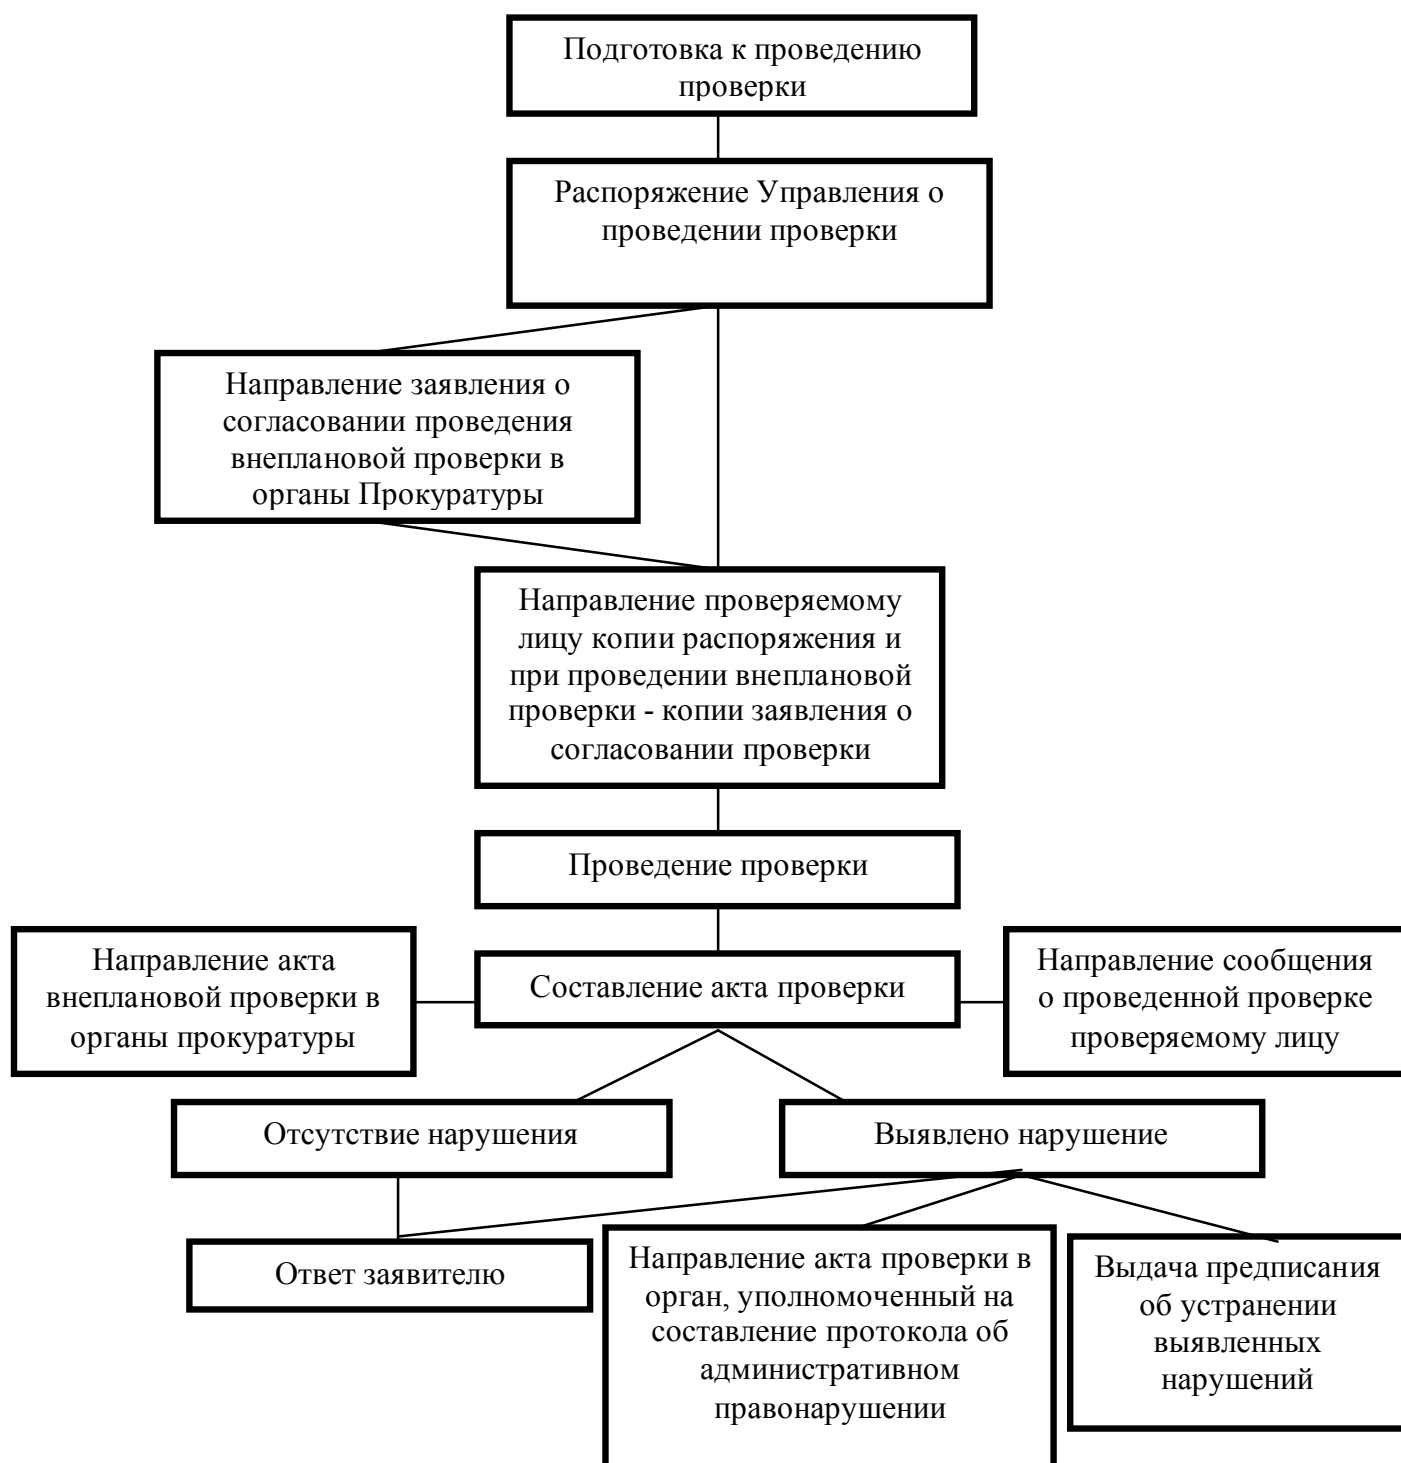 Подготовка к проведению
проверки
Распоряжение Управления о
проведении проверки
Направление заявления о
согласовании проведения
внеплановой проверки в
органы Прокуратуры
Направление проверяемому
лицу копии распоряжения и
при проведении внеплановой
проверки - копии заявления о
согласовании проверки
Проведение проверки
Направление акта
внеплановой проверки в
органы прокуратуры
Составление акта проверки
Направление сообщения
о проведенной проверке
проверяемому лицу
Отсутствие нарушения
Выявлено нарушение
Ответ заявителю
Направление акта проверки в
орган, уполномоченный на
составление протокола об
административном
правонарушении
Выдача предписания
об устранении
выявленных
нарушений